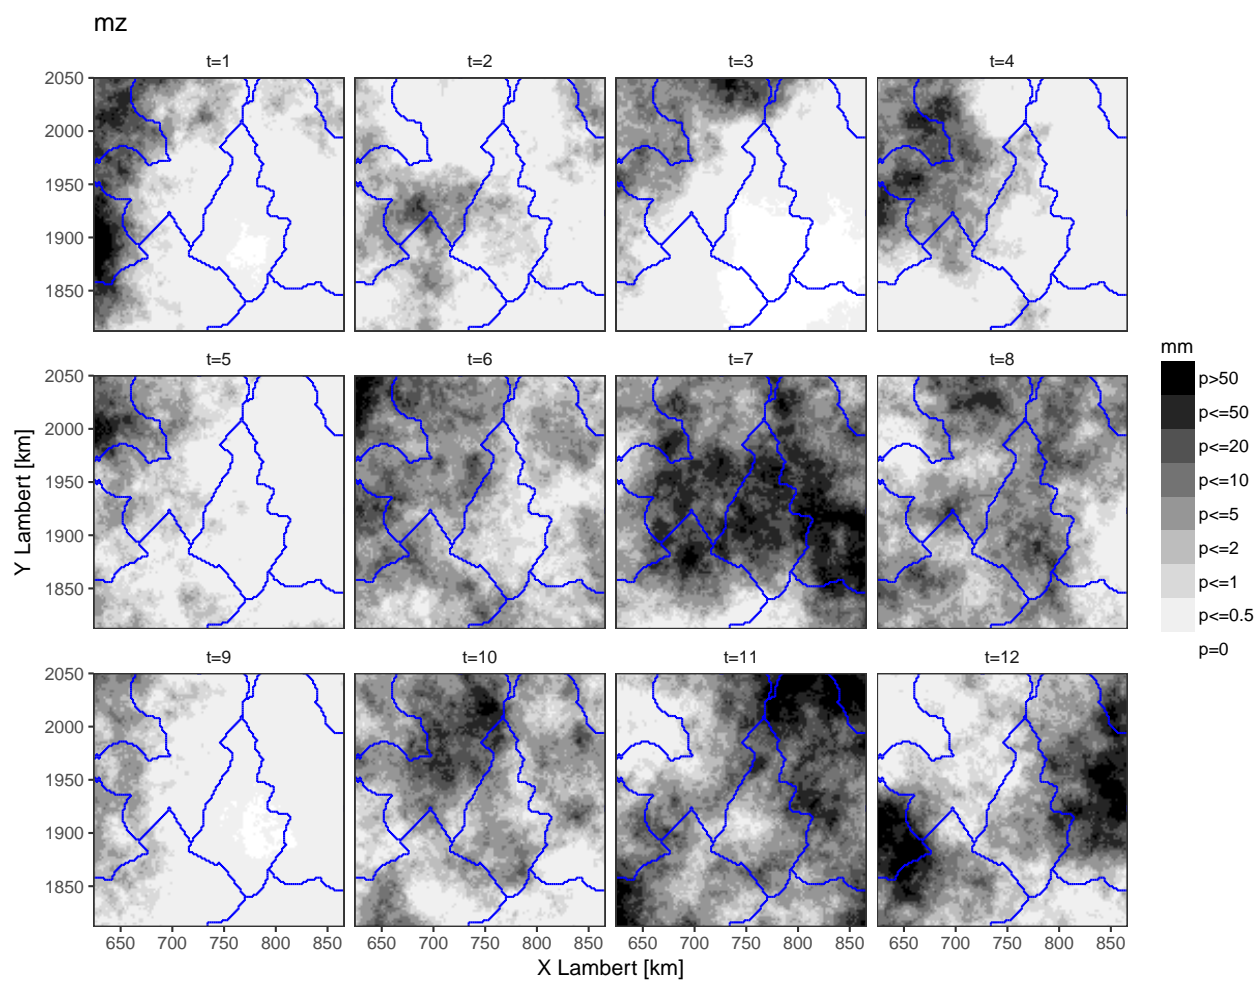 mz
t=1 t=2 t=3 t=4
2050
2000
1950
1900
1850
t=5 t=6 t=7 t=8
2050
2000
1950
1900
1850
Y Lambert [km]
mm
p>50
p<=50
p<=20
p<=10
p<=5
p<=2
p<=1
p<=0.5
p=0
t=9 t=10 t=11 t=12
2050
2000
1950
1900
1850
650 700 750 800 850 650 700 750 800 850 650 700 750 800 850 650 700 750 800 850
X Lambert [km]